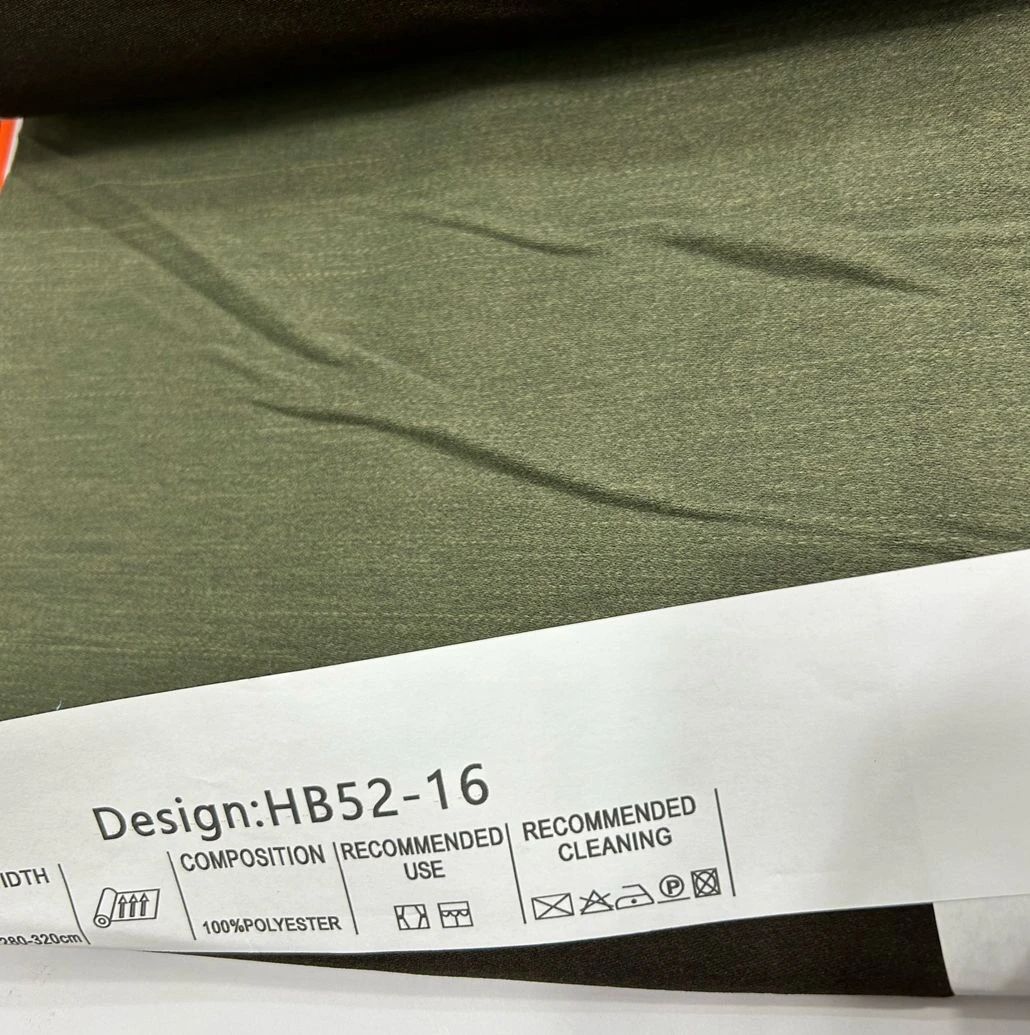 Design:HB52-16
IDTH
COMPOSITION
RECOMMENDED
USE
RECOMMENDED
CLEANING
280-320cm
100%POLYESTER
P